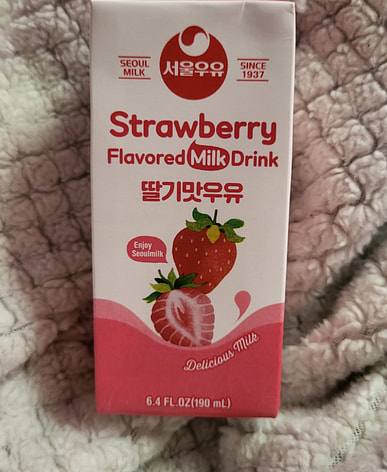 SEOUL
MILK
서울우유
SINCE
1937
Strawberry
Flavored Milk Drink
딸기맛우유
Enjoy
Seoulmilk
Delicious Milk
6.4 FL.OZ(190 mL)